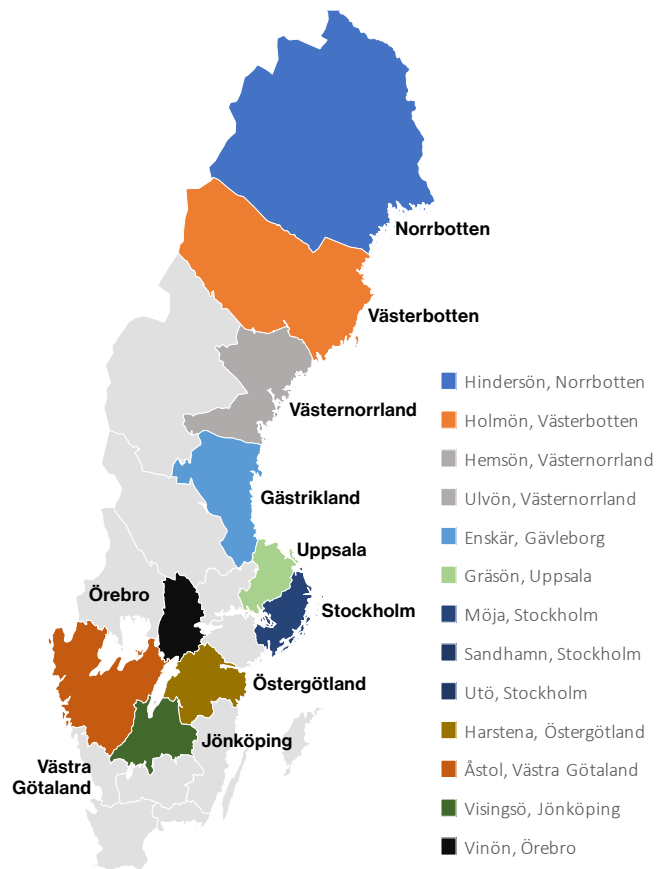 Norrbotten
Västerbotten
Västernorrland
Gästrikland
Uppsala
Örebro
Stockholm
Östergötland
Jönköping
Västra
Götaland
Hindersön, Norrbotten
Holmön, Västerbotten
Hemsön, Västernorrland
Ulvön, Västernorrland
Enskär, Gävleborg
Gräsön, Uppsala
Möja, Stockholm
Sandhamn, Stockholm
Utö, Stockholm
Harstena, Östergötland
Åstol, Västra Götaland
Visingsö, Jönköping
Vinön, Örebro